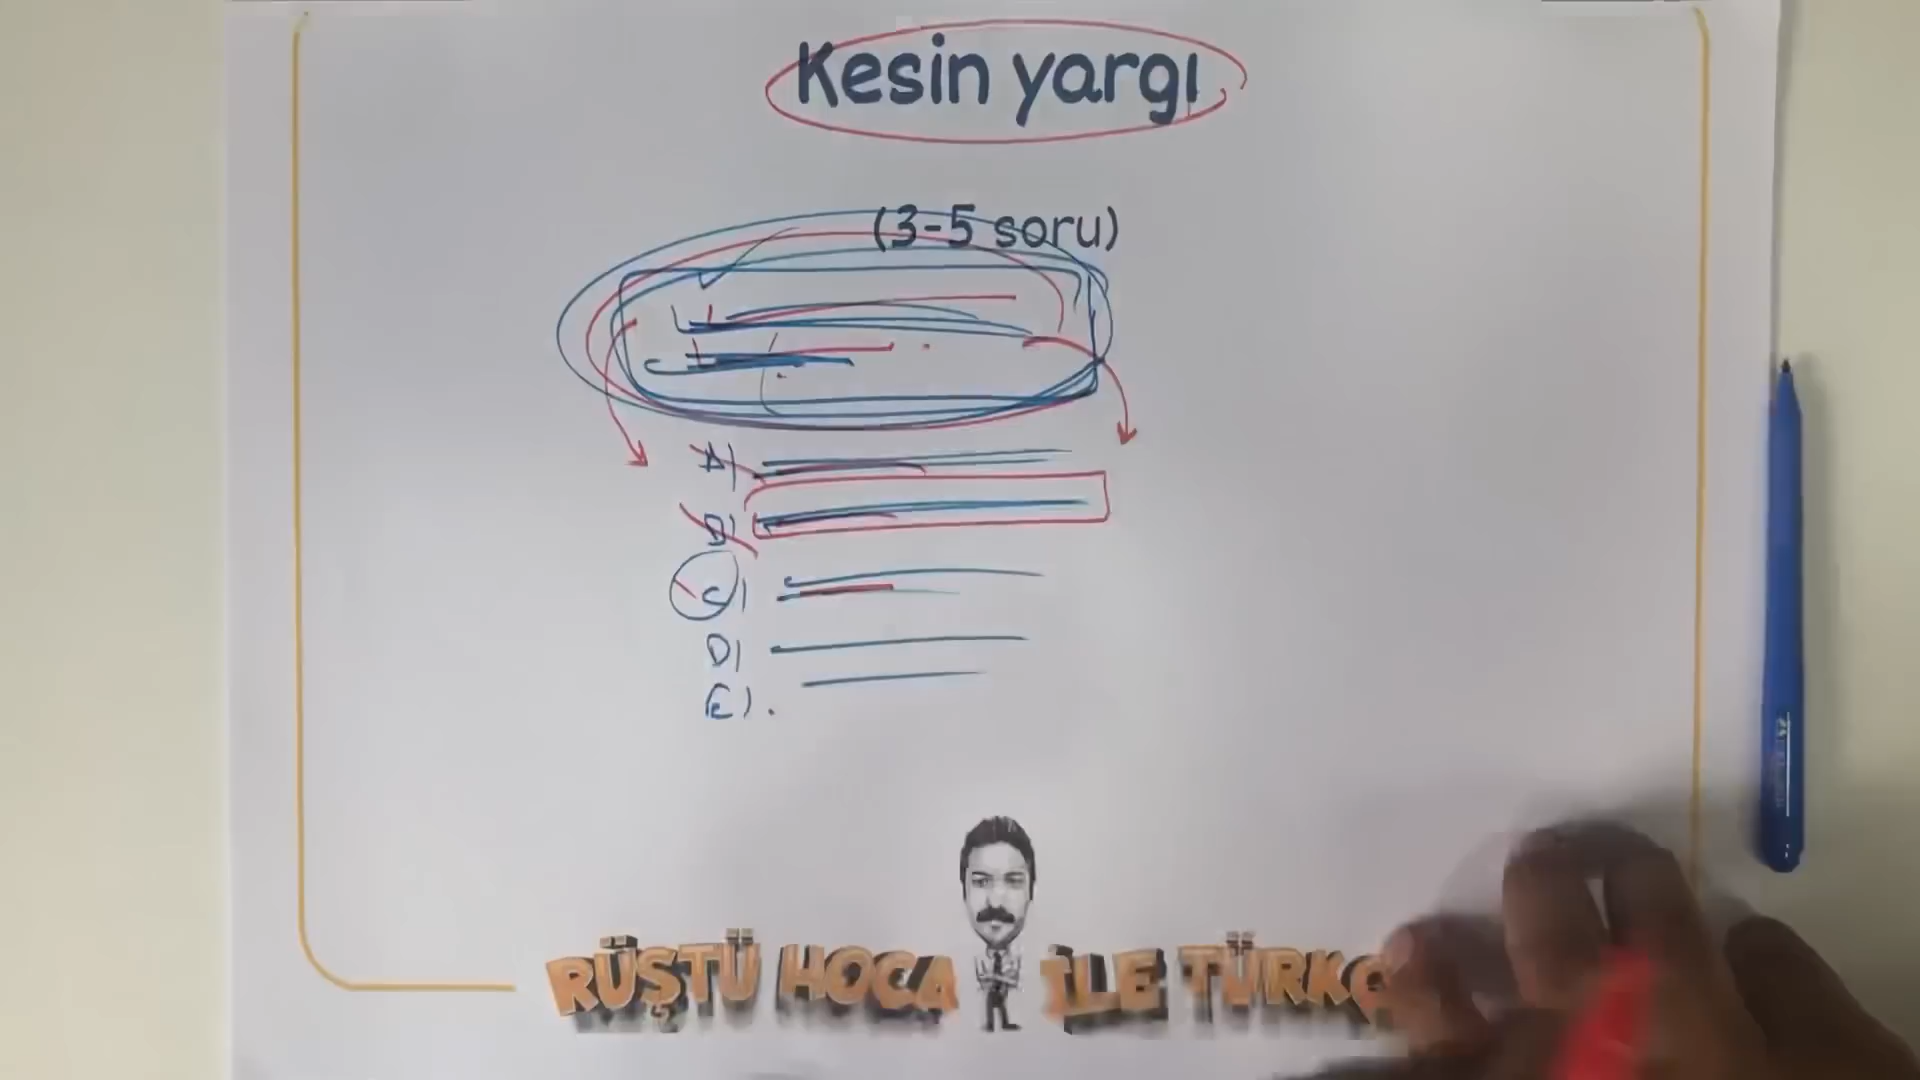 Kesin yargı
(3-5 soru)
A)
B)
C)
D)
E).
RÜŞTÜ HOCA İLE TÜRKÇ